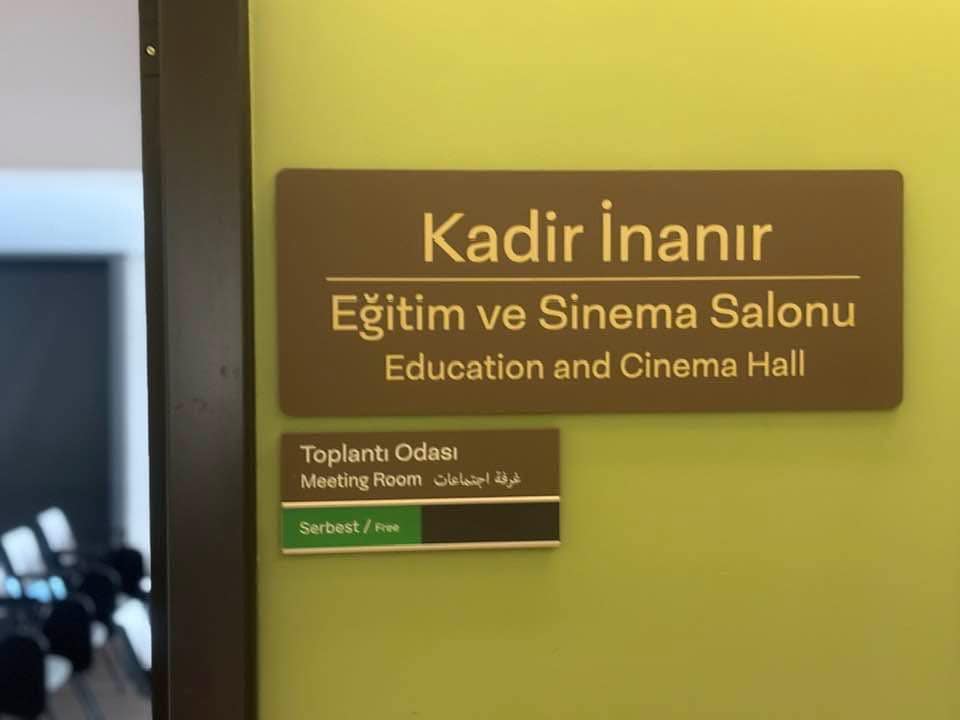 Kadir İnanır
Eğitim ve Sinema Salonu
Education and Cinema Hall
Toplantı Odası
Meeting Room غرفة اجتماعات
Serbest / Free